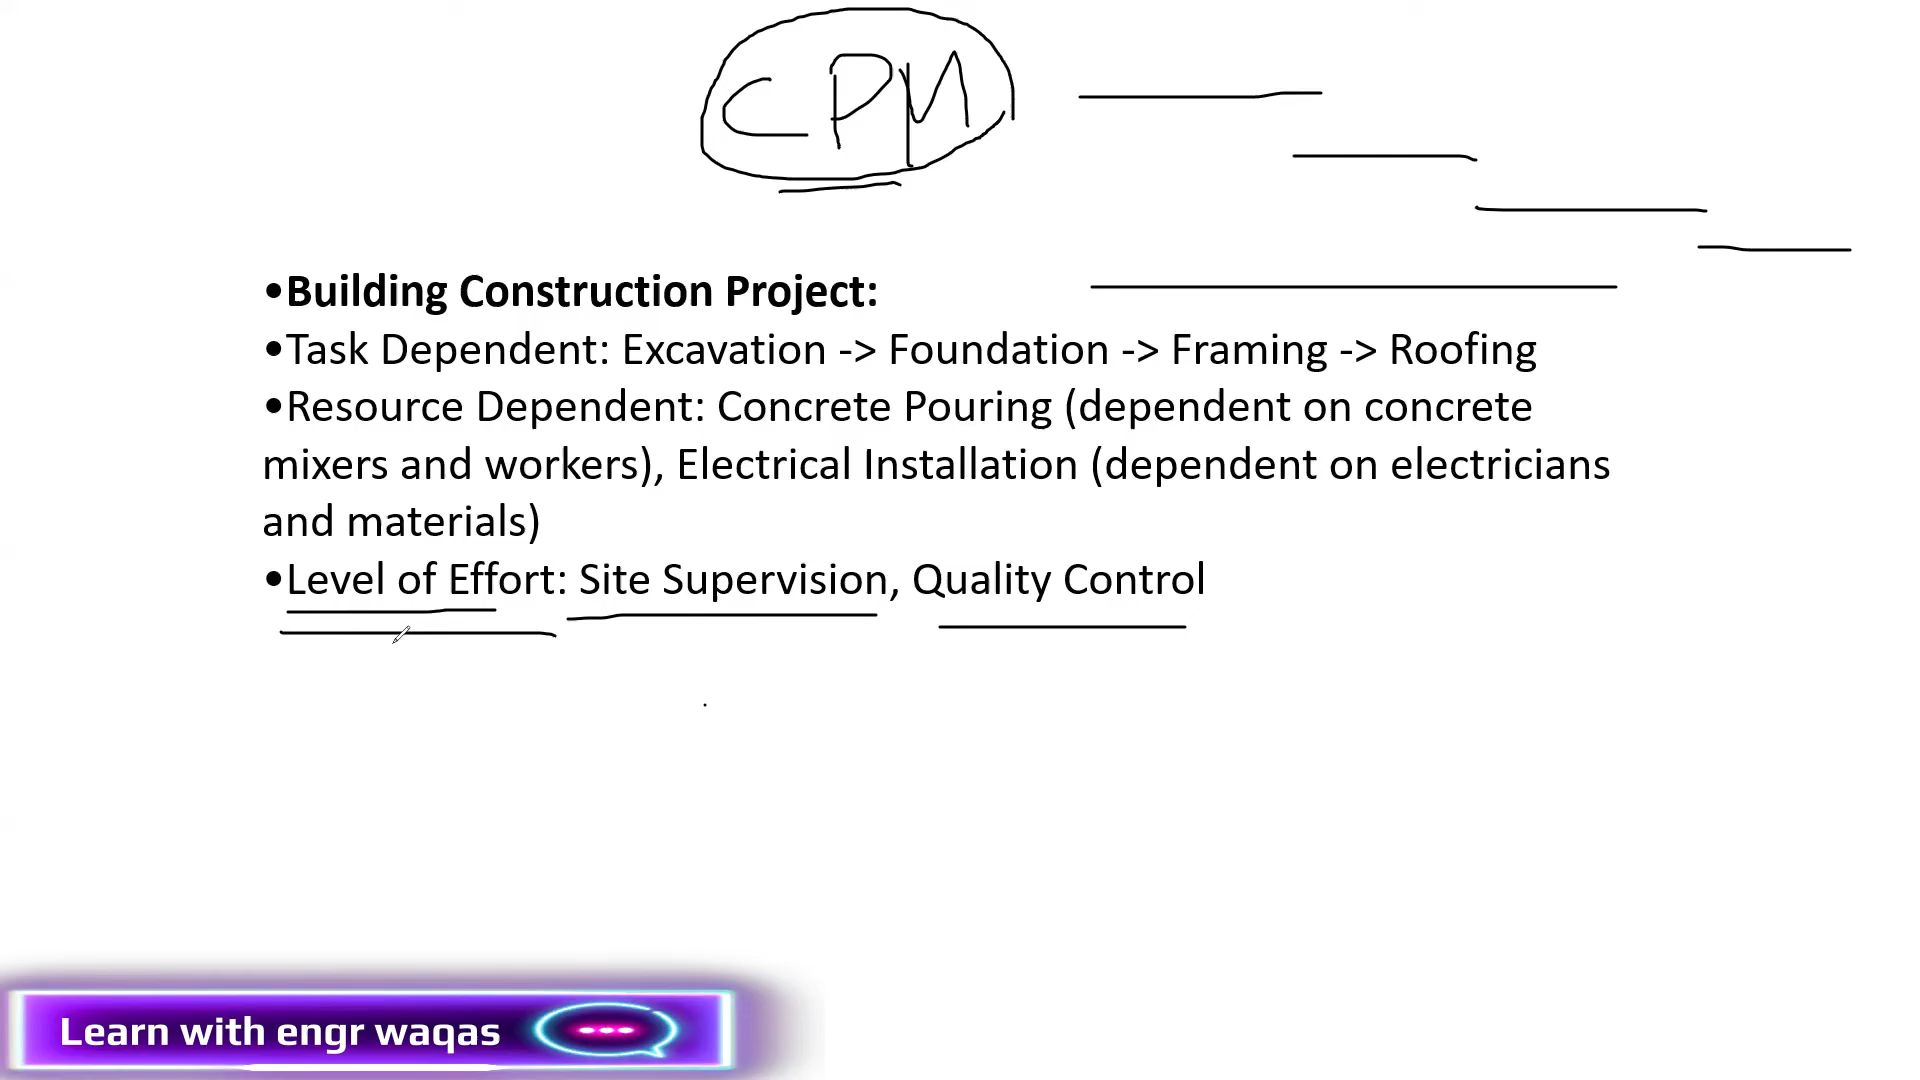 CPM
•Building Construction Project:
•Task Dependent: Excavation -> Foundation -> Framing -> Roofing
•Resource Dependent: Concrete Pouring (dependent on concrete
mixers and workers), Electrical Installation (dependent on electricians
and materials)
•Level of Effort: Site Supervision, Quality Control
Learn with engr waqas